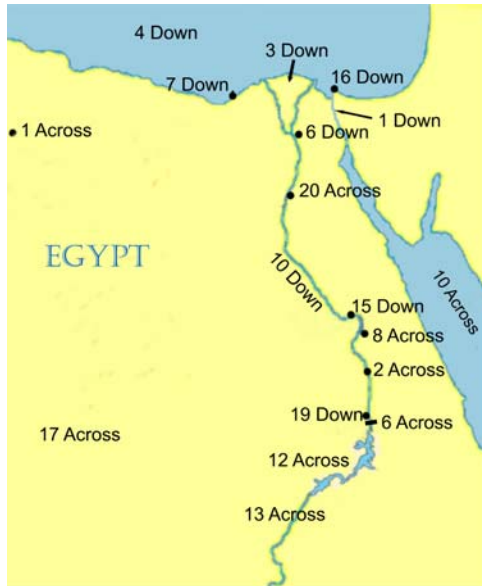 4 Down
3 Down
7 Down
16 Down
1 Across
1 Down
6 Down
20 Across
EGYPT
10 Down
10 Across
15 Down
8 Across
2 Across
19 Down
6 Across
17 Across
12 Across
13 Across